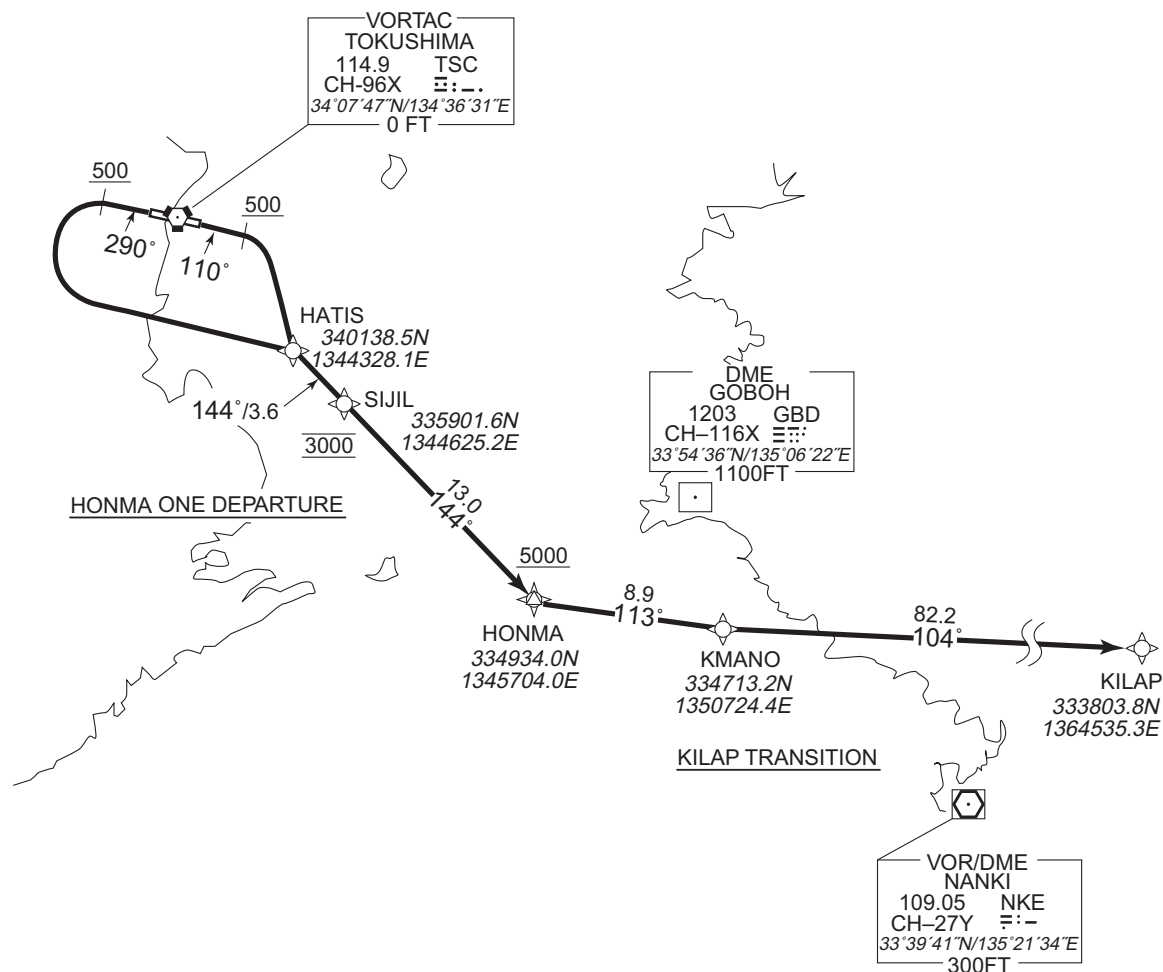 VORTAC
TOKUSHIMA
114.9 TSC
CH-96X
34°07´47˝N/134°36´31˝E
0 FT
500
500
290°
110°
HATIS
340138.5N
1344328.1E
144°/3.6
SIJIL
335901.6N
1344625.2E
3000
HONMA ONE DEPARTURE
13.0
144°
5000
HONMA
334934.0N
1345704.0E
DME
GOBOH
1203 GBD
CH–116X
33°54´36˝N/135°06´22˝E
1100FT
8.9
113°
KMANO
334713.2N
1350724.4E
82.2
104°
KILAP
333803.8N
1364535.3E
KILAP TRANSITION
VOR/DME
NANKI
109.05 NKE
CH–27Y
33°39´41˝N/135°21´34˝E
300FT